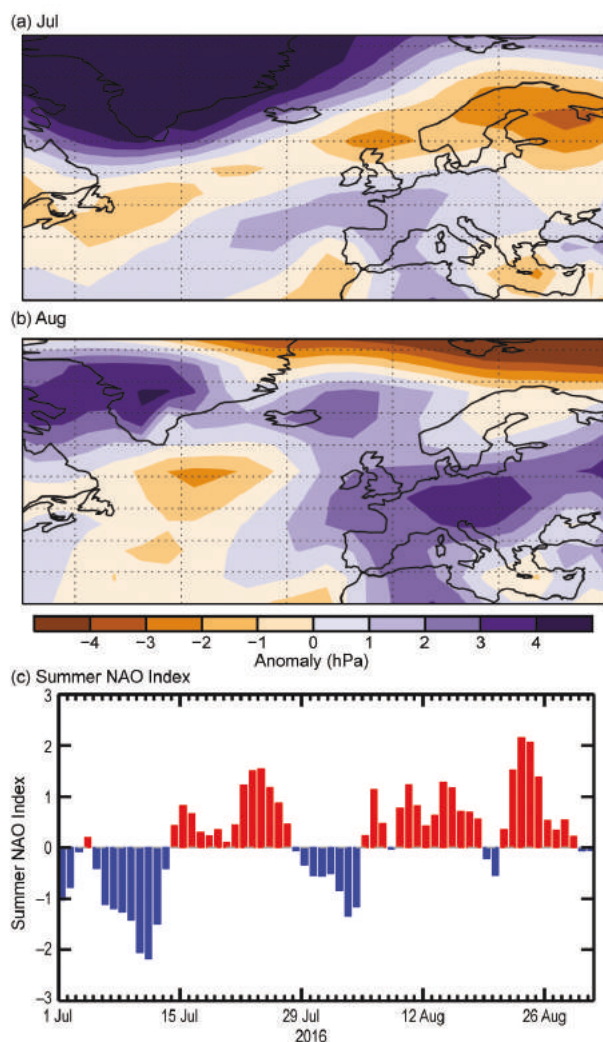 (a) Jul
(b) Aug
−4 −3 −2 −1 0 1 2 3 4
Anomaly (hPa)
(c) Summer NAO Index
3
2
1
0
−1
−2
−3
Summer NAO Index
1 Jul 15 Jul 29 Jul 12 Aug 26 Aug
2016